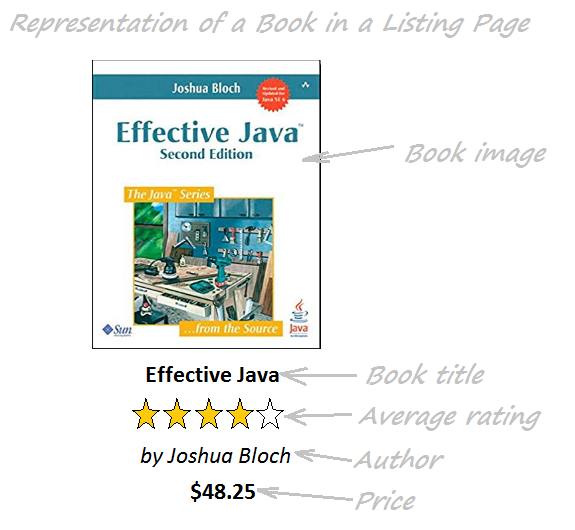 Representation of a Book in a Listing Page
Joshua Bloch
Revised and
Updated for
Java SE 6
Effective Java™
Second Edition
Book image
The Java™ Series
Sun
Java
...from the Source
Effective Java
Book title
Average rating
by Joshua Bloch
Author
$48.25
Price